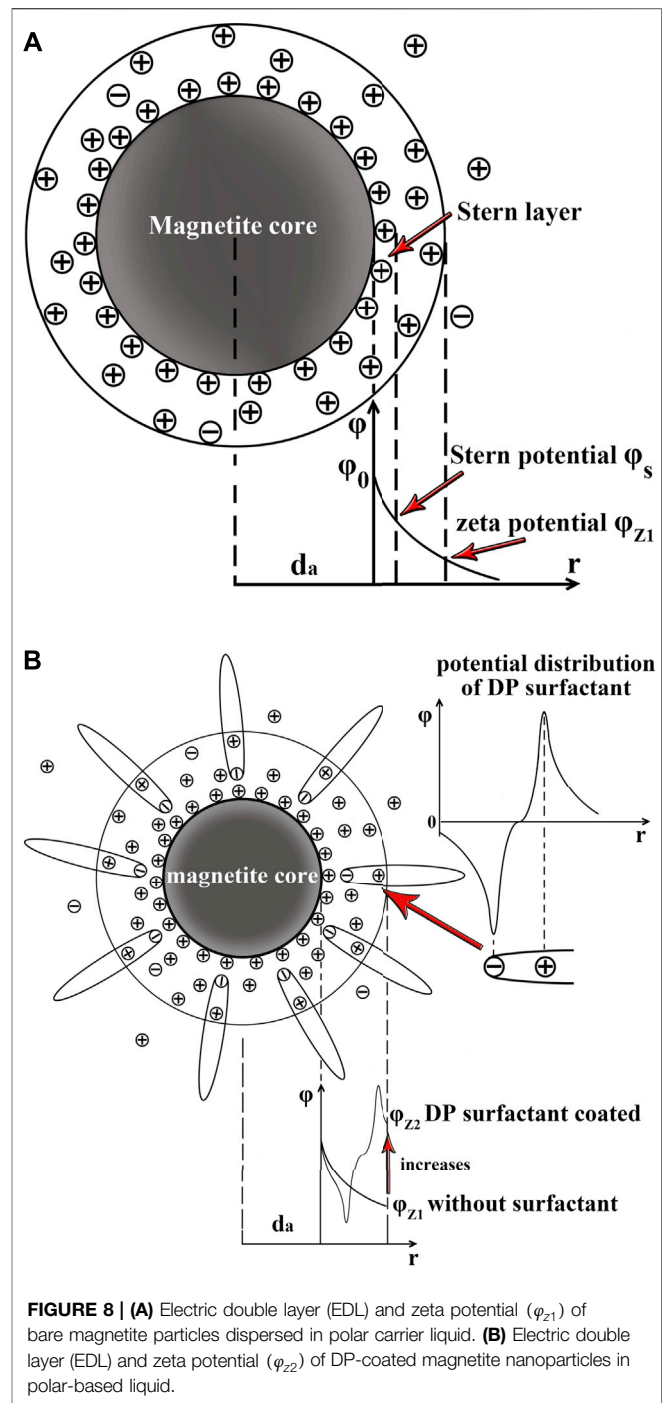 A
Magnetite core
Stern layer
φ
φ0
Stern potential φs
zeta potential φZ1
da
r
B
potential distribution
of DP surfactant
φ
0
r
magnetite core
φ
φZ2 DP surfactant coated
increases
φZ1 without surfactant
da
r
FIGURE 8 | (A) Electric double layer (EDL) and zeta potential (φz1) of
bare magnetite particles dispersed in polar carrier liquid. (B) Electric double
layer (EDL) and zeta potential (φz2) of DP-coated magnetite nanoparticles in
polar-based liquid.